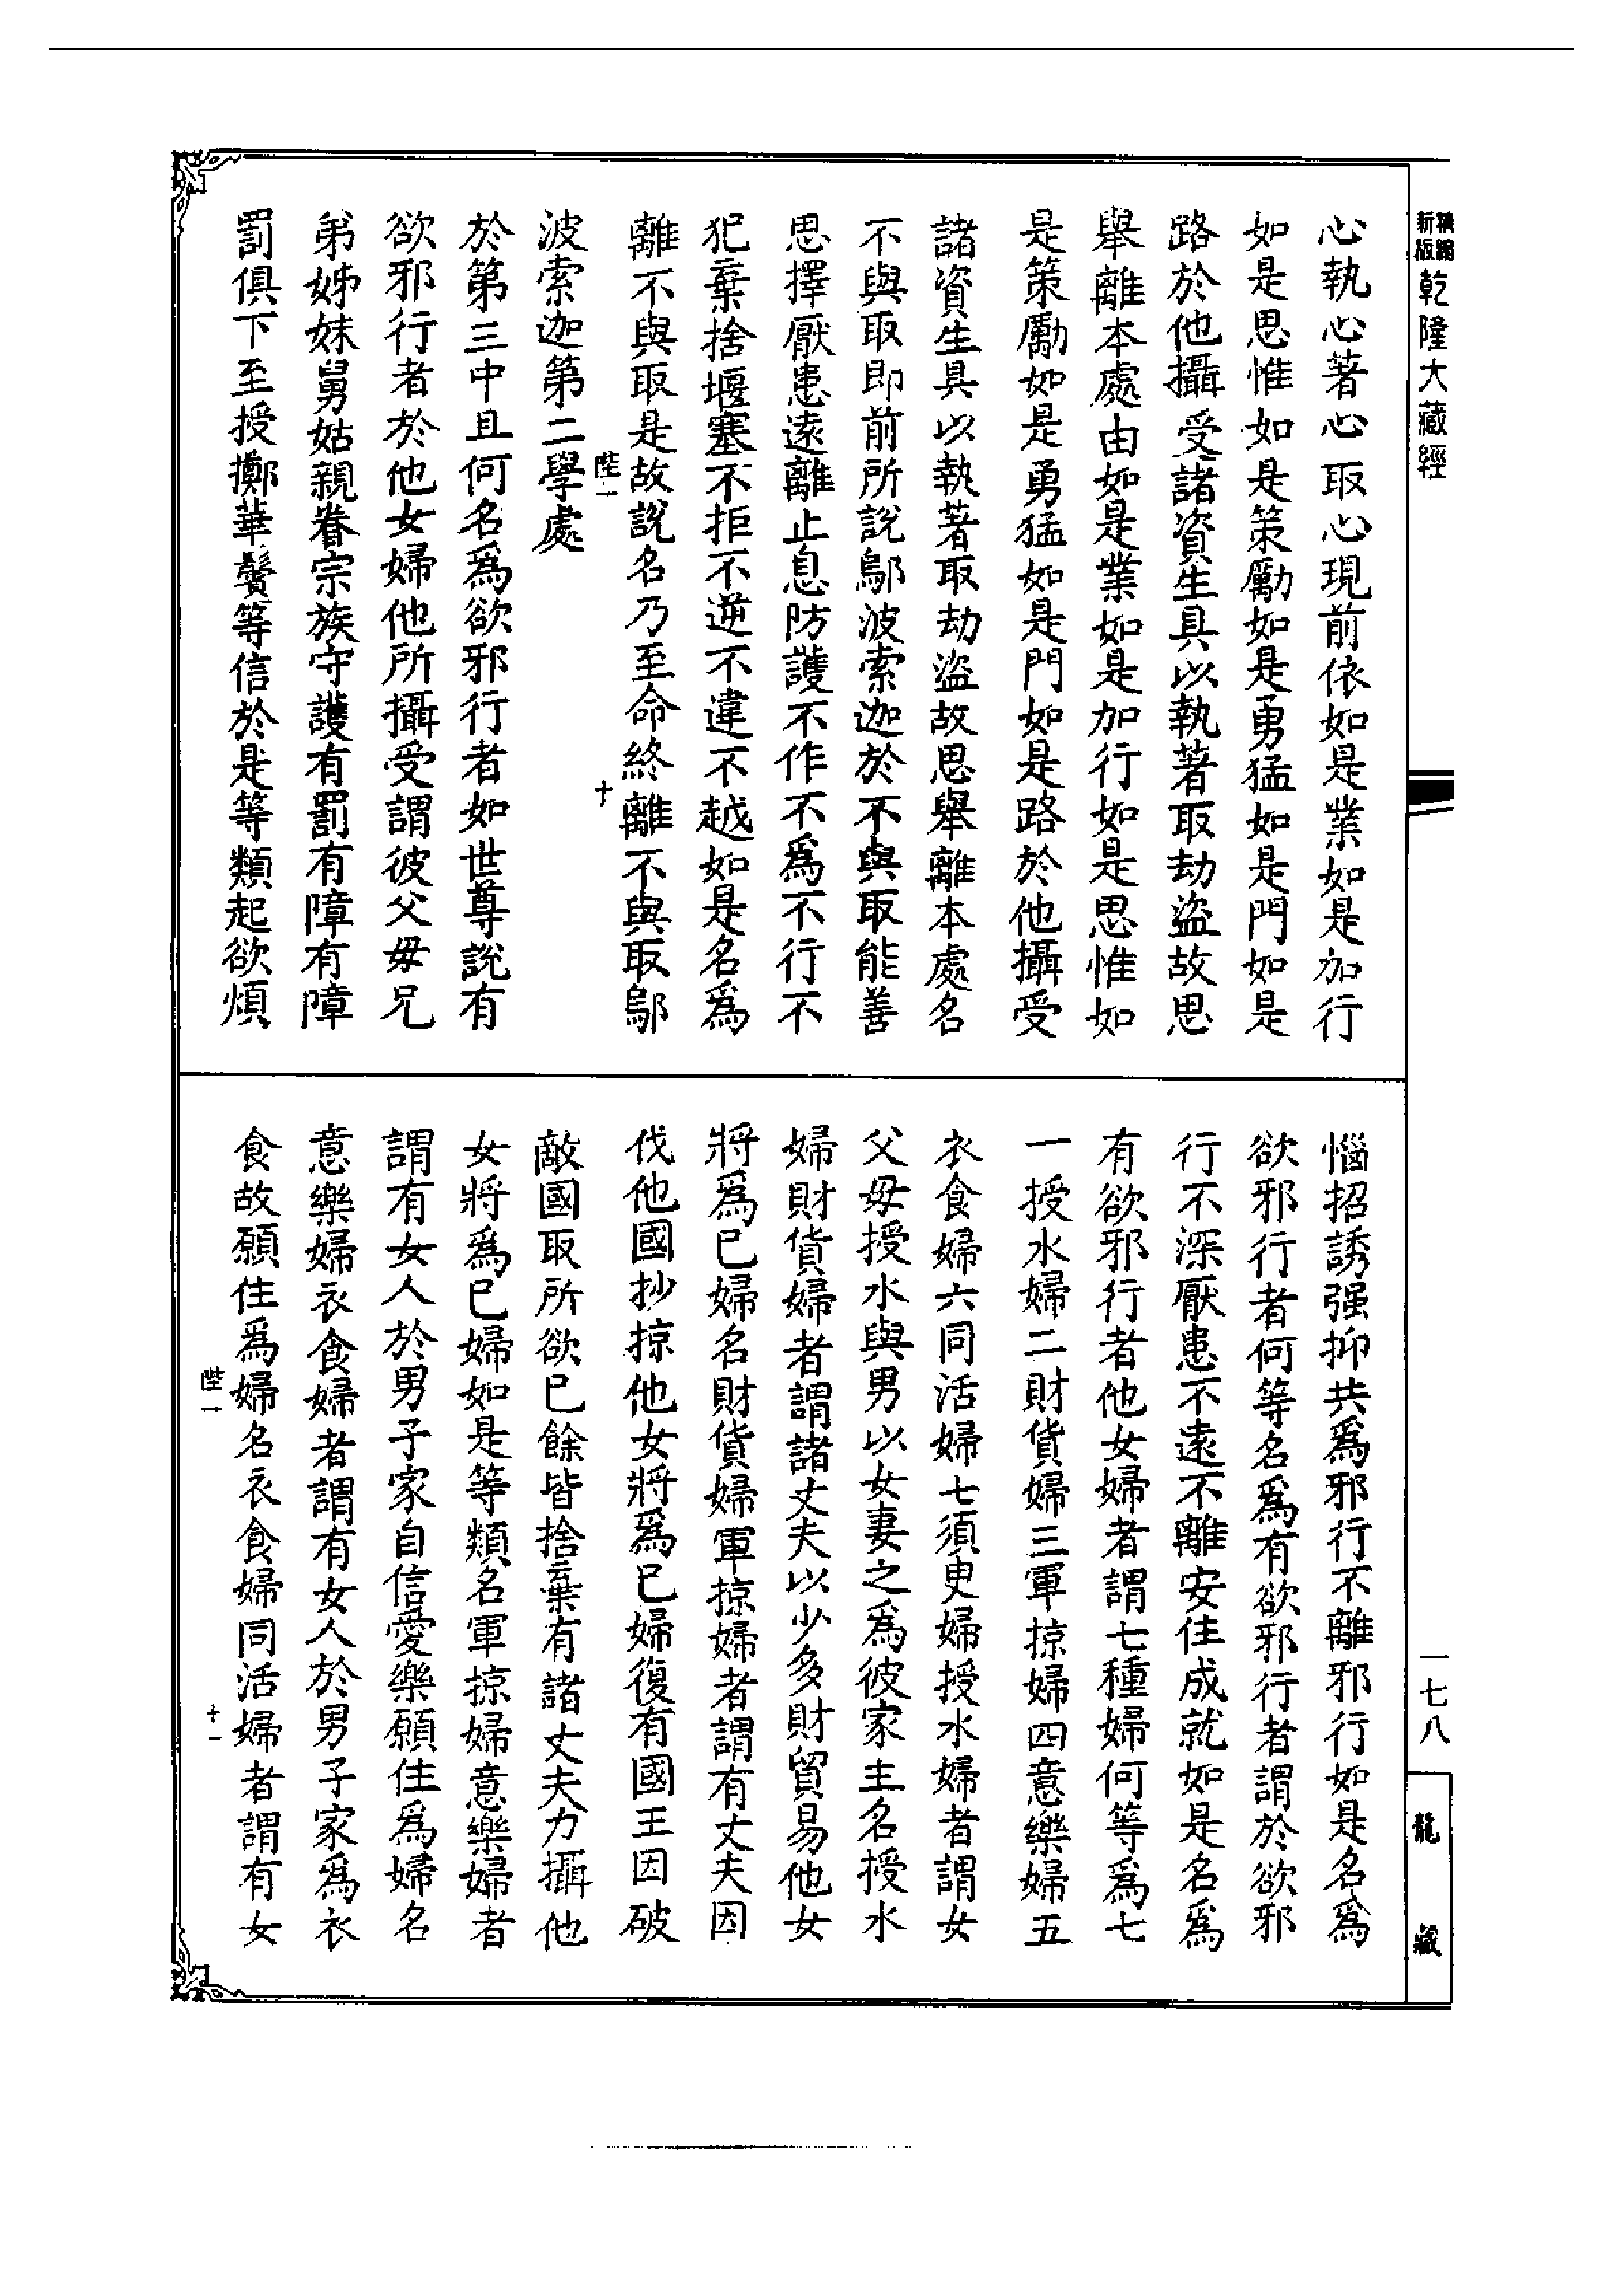 新編
縮版
乾隆大藏經
心執心著心取心現前依如是業如是加行
如是思惟如是策勵如是勇猛如是門如是
路於他攝受諸資生具以執著取劫盜故思
舉離本處由如是業如是加行如是思惟如
是策勵如是勇猛如是門如是路於他攝受
諸資生具以執著取劫盜故思舉離本處名
不與取即前所說鄔波索迦於不與取能善
思擇厭患遠離止息防護不作不為不行不
犯棄捨堰塞不拒不逆不違不越如是名為
離不與取是故說名乃至命終離不與取鄔
陛一
十
波索迦第二學處
於第三中且何名為欲邪行者如世尊說有
欲邪行者於他女婦他所攝受謂彼父母兄
弟姊妹舅姑親眷宗族守護有罰有障有障
罰俱下至授擲華鬘等信於是等類起欲煩
惱招誘强抑共為邪行不離邪行如是名為
欲邪行者何等名為有欲邪行者謂於欲邪
行不深厭患不遠不離安住成就如是名為
有欲邪行者他女婦者謂七種婦何等為七
一授水婦二財貨婦三軍掠婦四意樂婦五
衣食婦六同活婦七須臾婦授水婦者謂女
父母授水與男以女妻之為彼家主名授水
婦財貨婦者謂諸丈夫以少多財貿易他女
將為已婦名財貨婦軍掠婦者謂有丈夫因
伐他國抄掠他女將為已婦復有國王因破
敵國取所欲已餘皆捨棄有諸丈夫力攝他
女將為已婦如是等類名軍掠婦意樂婦者
謂有女人於男子家自信愛樂願住為婦名
意樂婦衣食婦者謂有女人於男子家為衣
食故願住為婦名衣食婦同活婦者謂有女
陛一
十一
一七八
龍藏